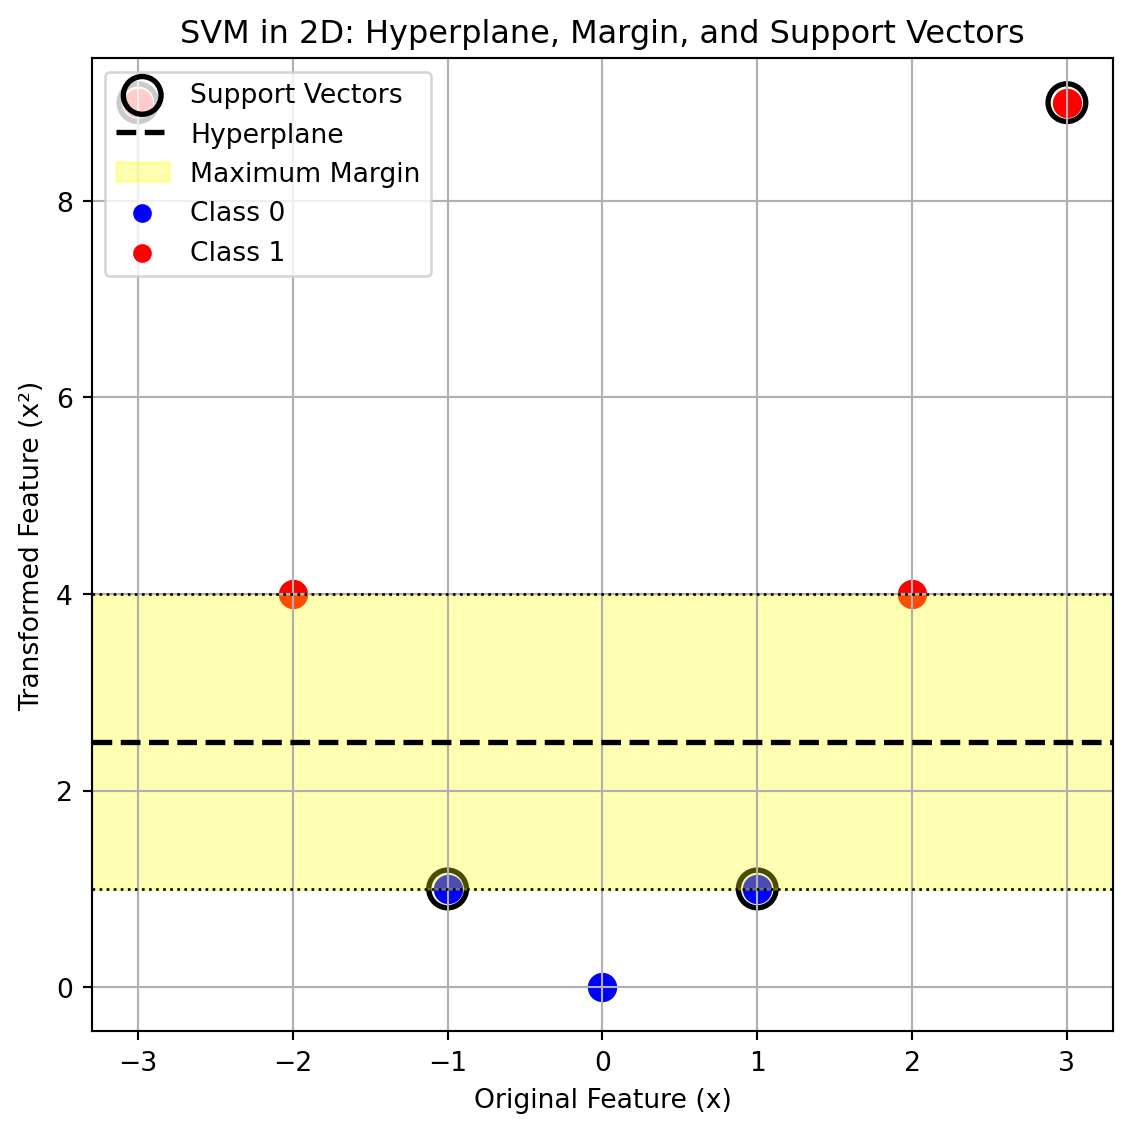 SVM in 2D: Hyperplane, Margin, and Support Vectors
Support Vectors
Hyperplane
Maximum Margin
Class 0
Class 1
Transformed Feature (x²)
8
6
4
2
0
−3 −2 −1 0 1 2 3
Original Feature (x)